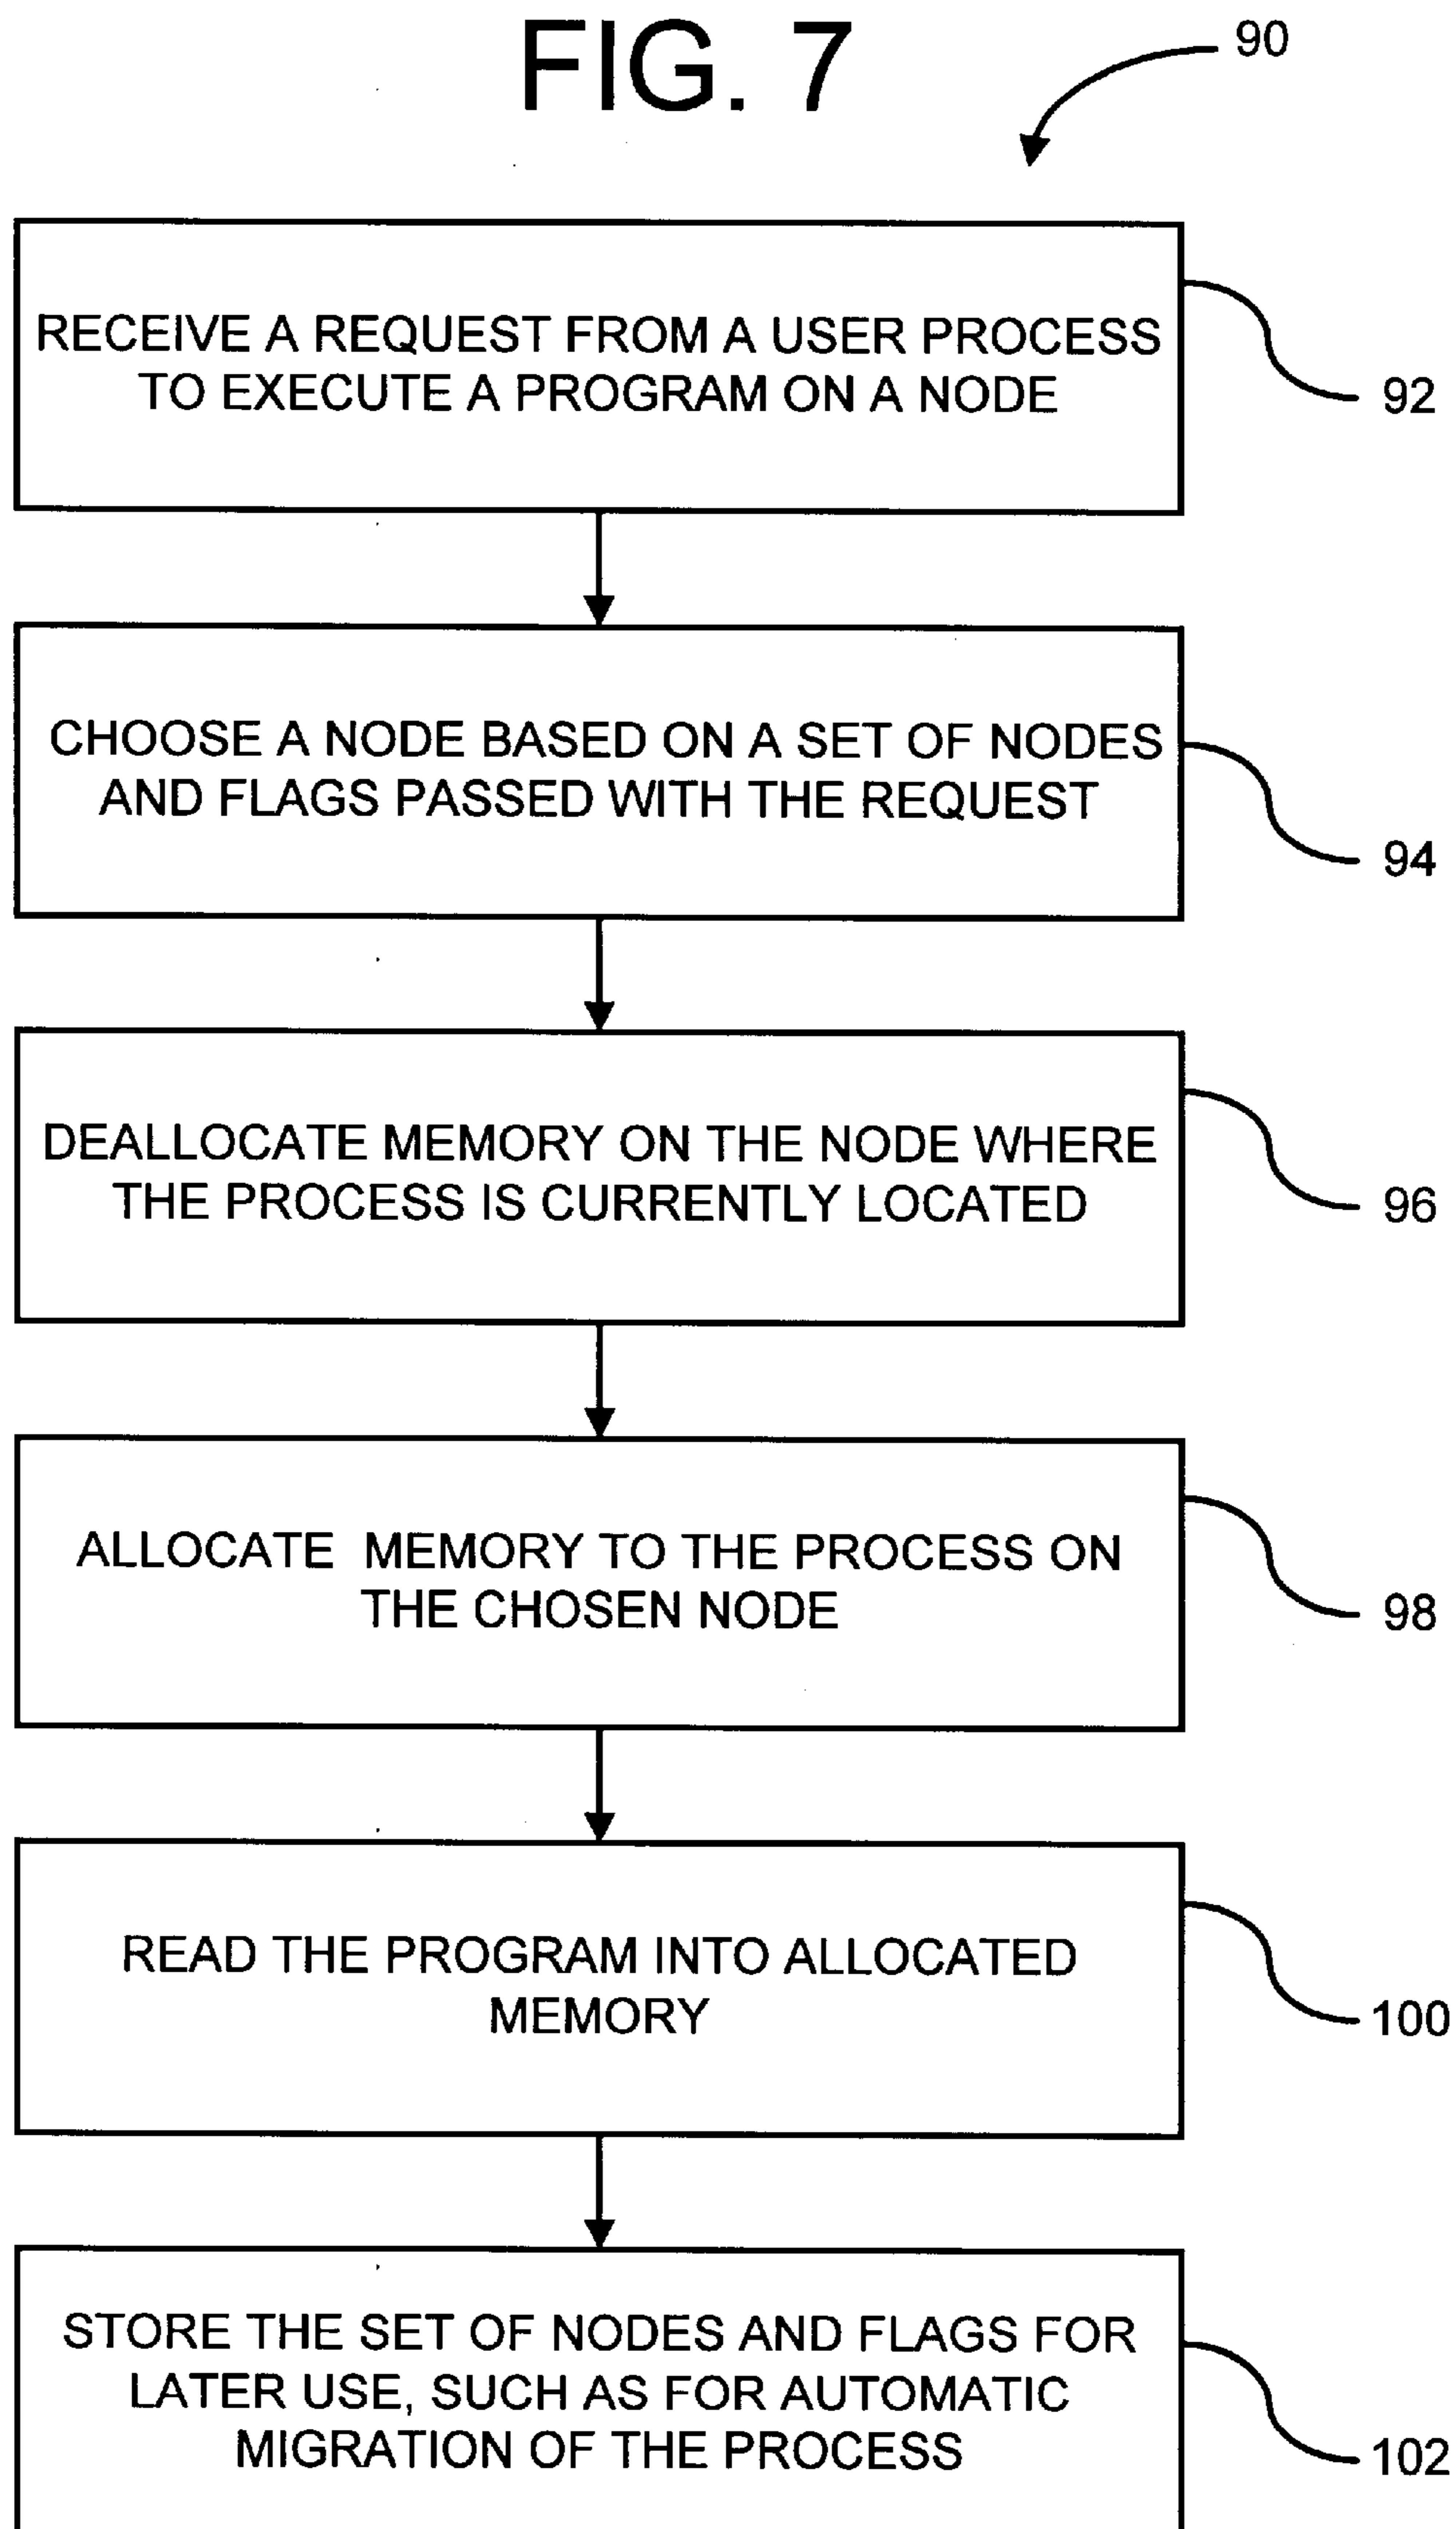 FIG. 7
90
RECEIVE A REQUEST FROM A USER PROCESS
TO EXECUTE A PROGRAM ON A NODE
92
CHOOSE A NODE BASED ON A SET OF NODES
AND FLAGS PASSED WITH THE REQUEST
94
DEALLOCATE MEMORY ON THE NODE WHERE
THE PROCESS IS CURRENTLY LOCATED
96
ALLOCATE MEMORY TO THE PROCESS ON
THE CHOSEN NODE
98
READ THE PROGRAM INTO ALLOCATED
MEMORY
100
STORE THE SET OF NODES AND FLAGS FOR
LATER USE, SUCH AS FOR AUTOMATIC
MIGRATION OF THE PROCESS
102